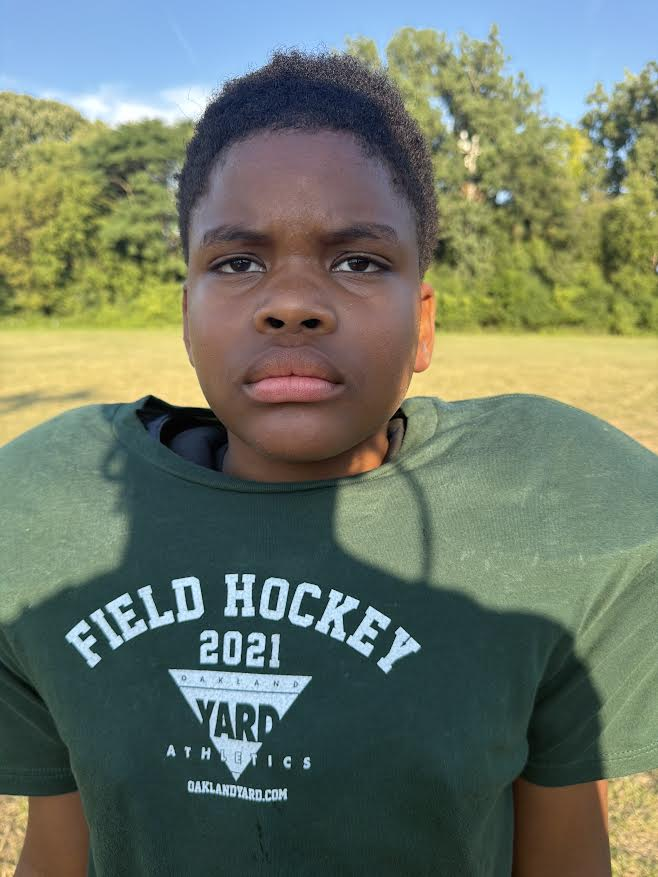 FIELD HOCKEY
2021
OAKLAND
YARD
ATHLETICS
OAKLANDYARD.COM